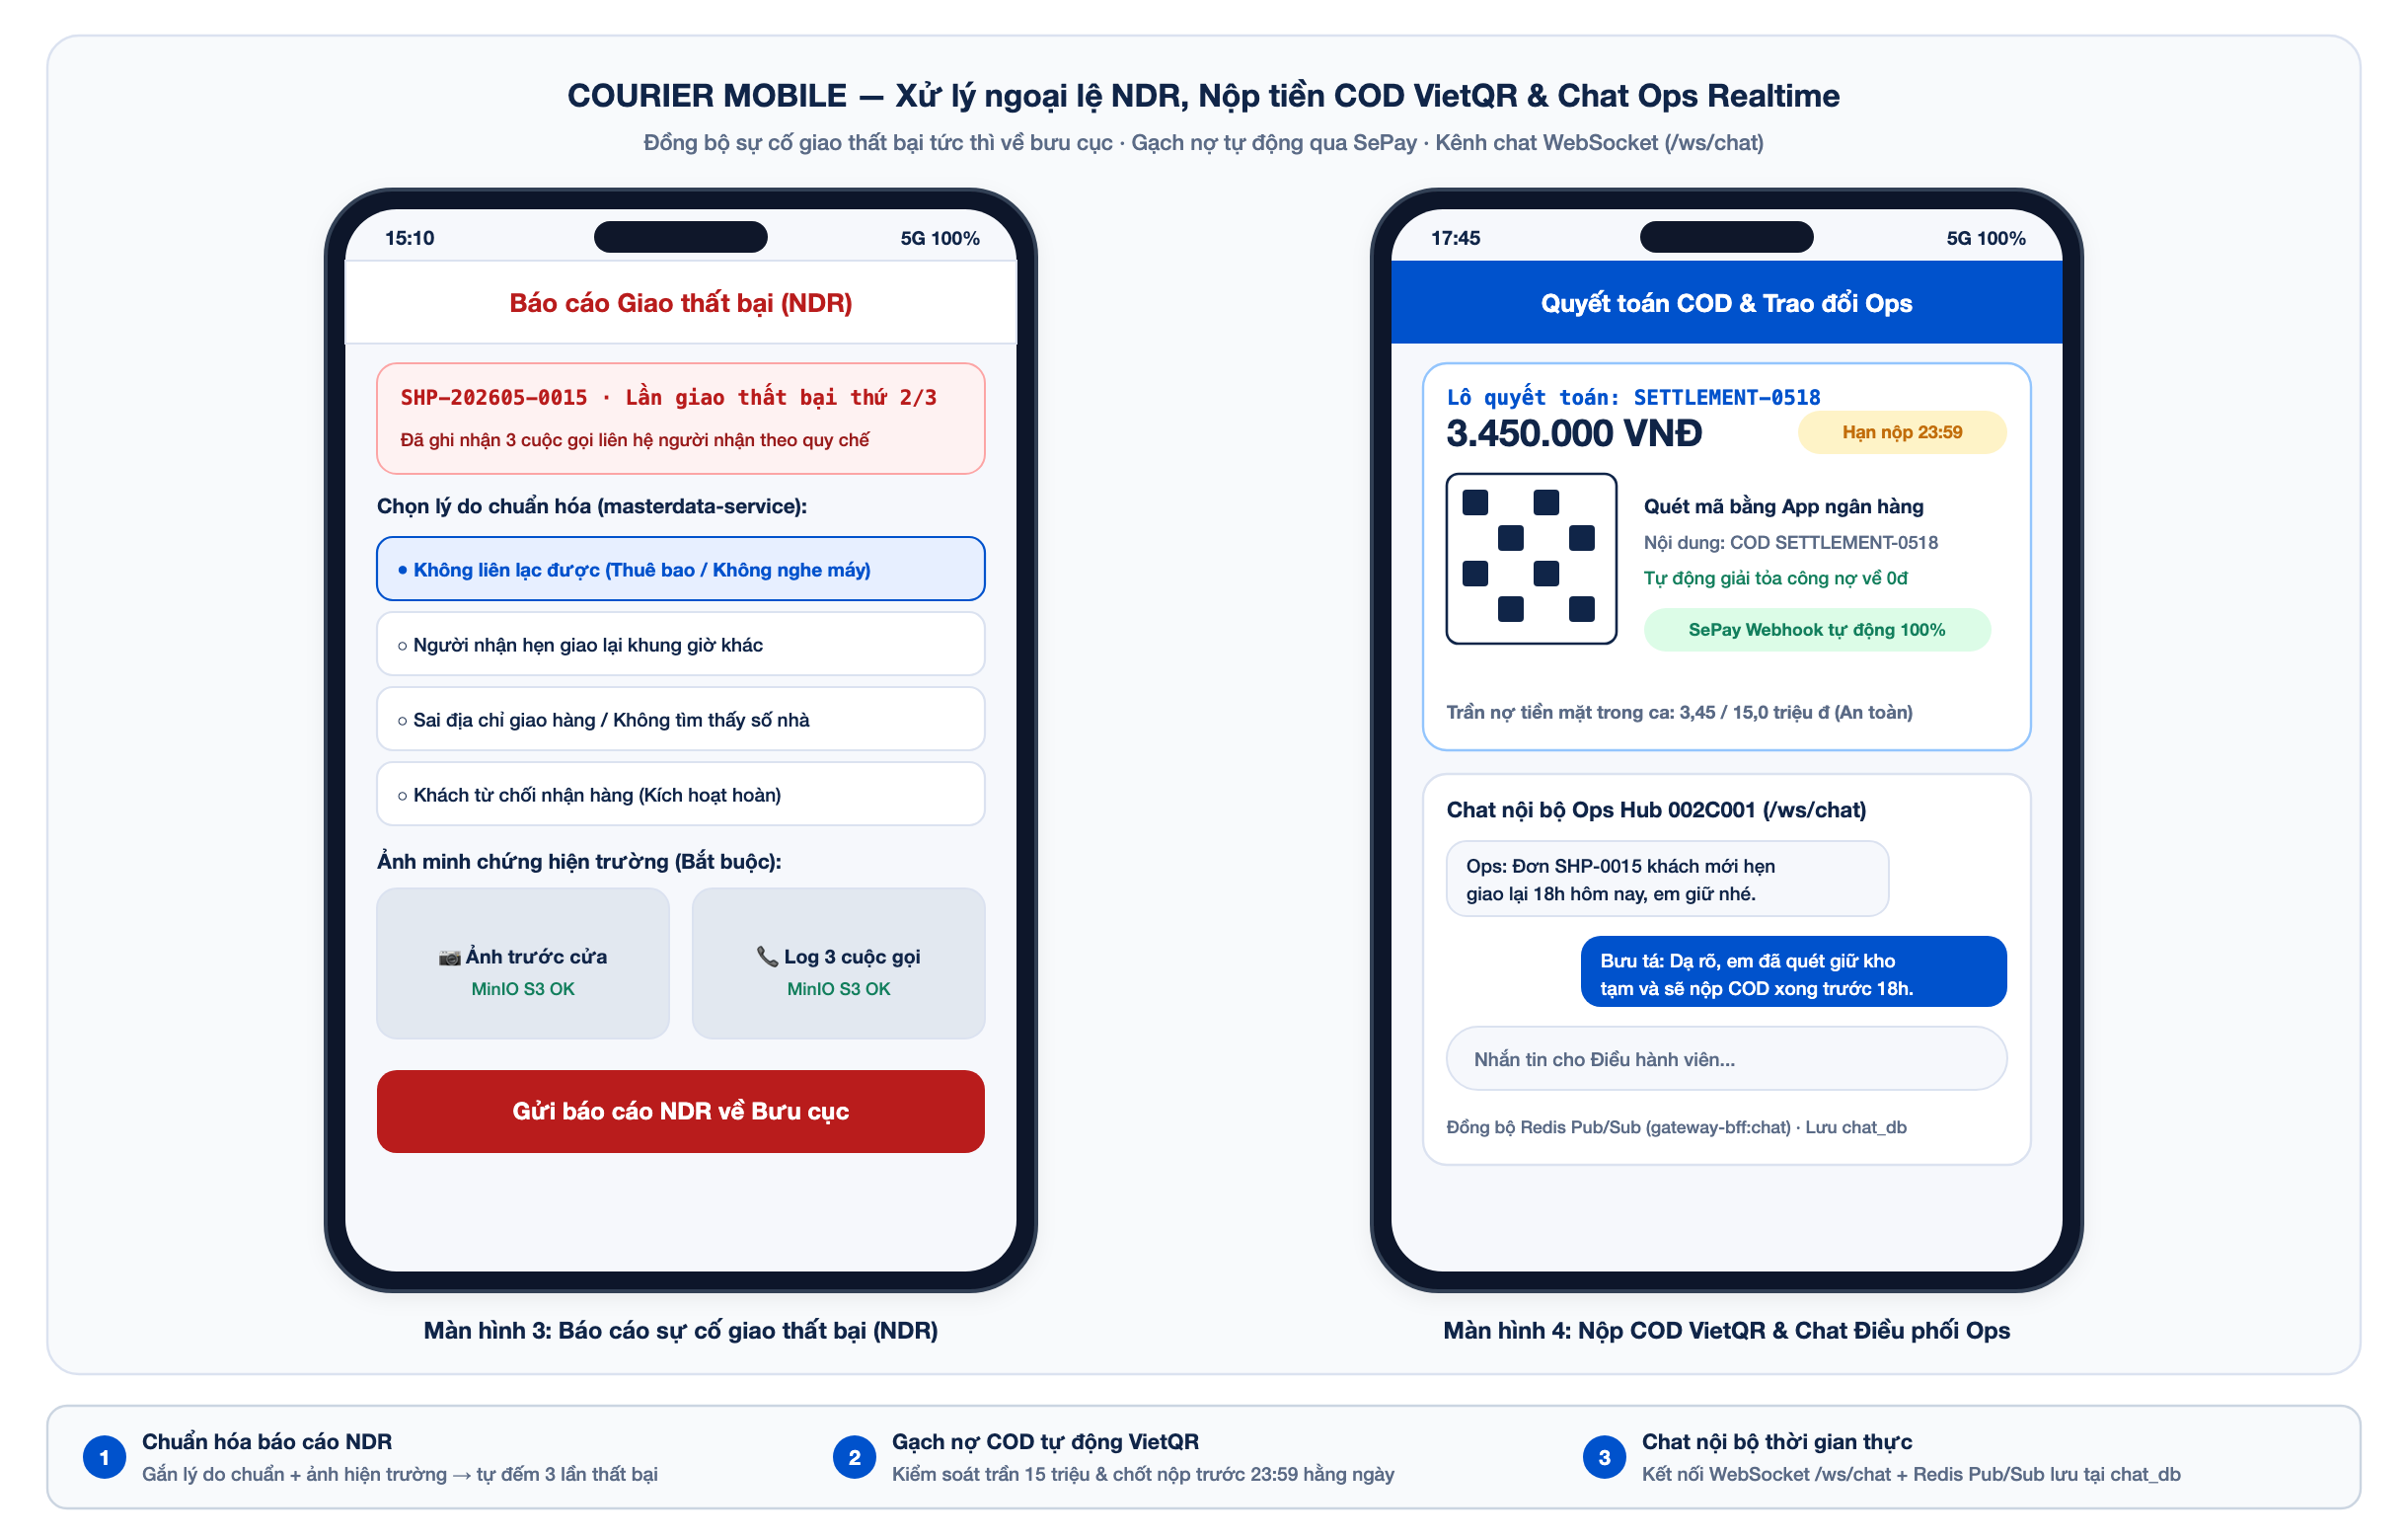 COURIER MOBILE — Xử lý ngoại lệ NDR, Nộp tiền COD VietQR & Chat Ops Realtime
Đồng bộ sự cố giao thất bại tức thì về bưu cục · Gạch nợ tự động qua SePay · Kênh chat WebSocket (/ws/chat)
15:10
5G 100%
Báo cáo Giao thất bại (NDR)
SHP-202605-0015 · Lần giao thất bại thứ 2/3
Đã ghi nhận 3 cuộc gọi liên hệ người nhận theo quy chế
Chọn lý do chuẩn hóa (masterdata-service):
● Không liên lạc được (Thuê bao / Không nghe máy)
○ Người nhận hẹn giao lại khung giờ khác
○ Sai địa chỉ giao hàng / Không tìm thấy số nhà
○ Khách từ chối nhận hàng (Kích hoạt hoàn)
Ảnh minh chứng hiện trường (Bắt buộc):
📷 Ảnh trước cửa
MinIO S3 OK
📞 Log 3 cuộc gọi
MinIO S3 OK
Gửi báo cáo NDR về Bưu cục
Màn hình 3: Báo cáo sự cố giao thất bại (NDR)
17:45
5G 100%
Quyết toán COD & Trao đổi Ops
Lô quyết toán: SETTLEMENT-0518
3.450.000 VNĐ
Hạn nộp 23:59
Quét mã bằng App ngân hàng
Nội dung: COD SETTLEMENT-0518
Tự động giải tỏa công nợ về 0đ
SePay Webhook tự động 100%
Trần nợ tiền mặt trong ca: 3,45 / 15,0 triệu đ (An toàn)
Chat nội bộ Ops Hub 002C001 (/ws/chat)
Ops: Đơn SHP-0015 khách mới hẹn
giao lại 18h hôm nay, em giữ nhé.
Bưu tá: Dạ rõ, em đã quét giữ kho
tạm và sẽ nộp COD xong trước 18h.
Nhắn tin cho Điều hành viên...
Đồng bộ Redis Pub/Sub (gateway-bff:chat) · Lưu chat_db
Màn hình 4: Nộp COD VietQR & Chat Điều phối Ops
1
Chuẩn hóa báo cáo NDR
Gắn lý do chuẩn + ảnh hiện trường → tự đếm 3 lần thất bại
2
Gạch nợ COD tự động VietQR
Kiểm soát trần 15 triệu & chốt nộp trước 23:59 hằng ngày
3
Chat nội bộ thời gian thực
Kết nối WebSocket /ws/chat + Redis Pub/Sub lưu tại chat_db